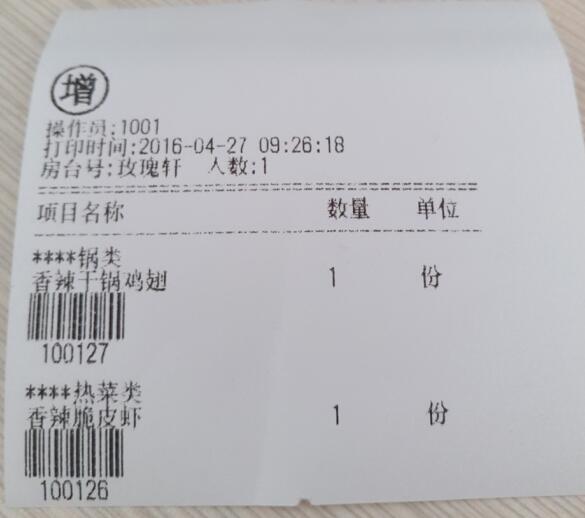 增
操作员:1001
打印时间:2016-04-27 09:26:18
房台号:玫瑰轩 人数:1
项目名称 数量 单位
****锅类
香辣干锅鸡翅 1 份
100127
****热菜类
香辣脆皮虾 1 份
100126